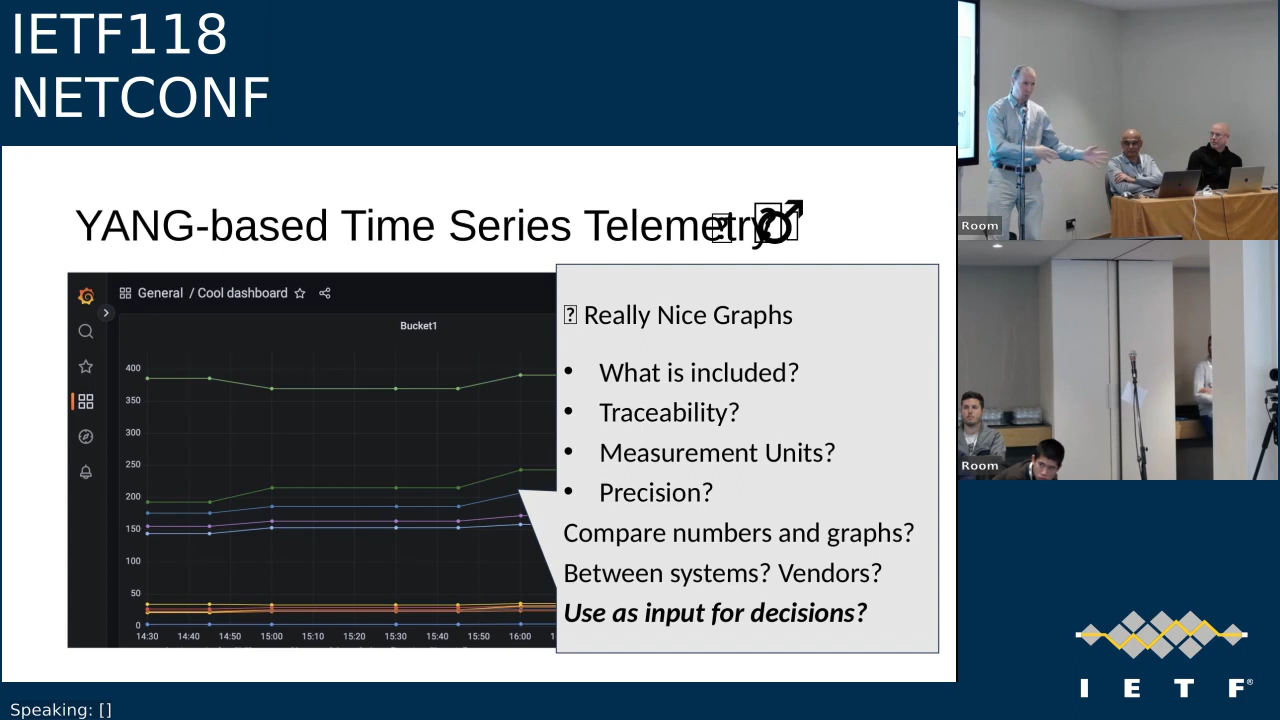 IETF118
NETCONF
YANG-based Time Series Telemetry
General / Cool dashboard
Bucket1
400
350
300
250
200
150
100
50
0
14:30 14:40 14:50 15:00 15:10 15:20 15:30 15:40 15:50 16:00
Really Nice Graphs
• What is included?
• Traceability?
• Measurement Units?
• Precision?
Compare numbers and graphs?
Between systems? Vendors?
Use as input for decisions?
Room
Room
I E T F®
Speaking: []